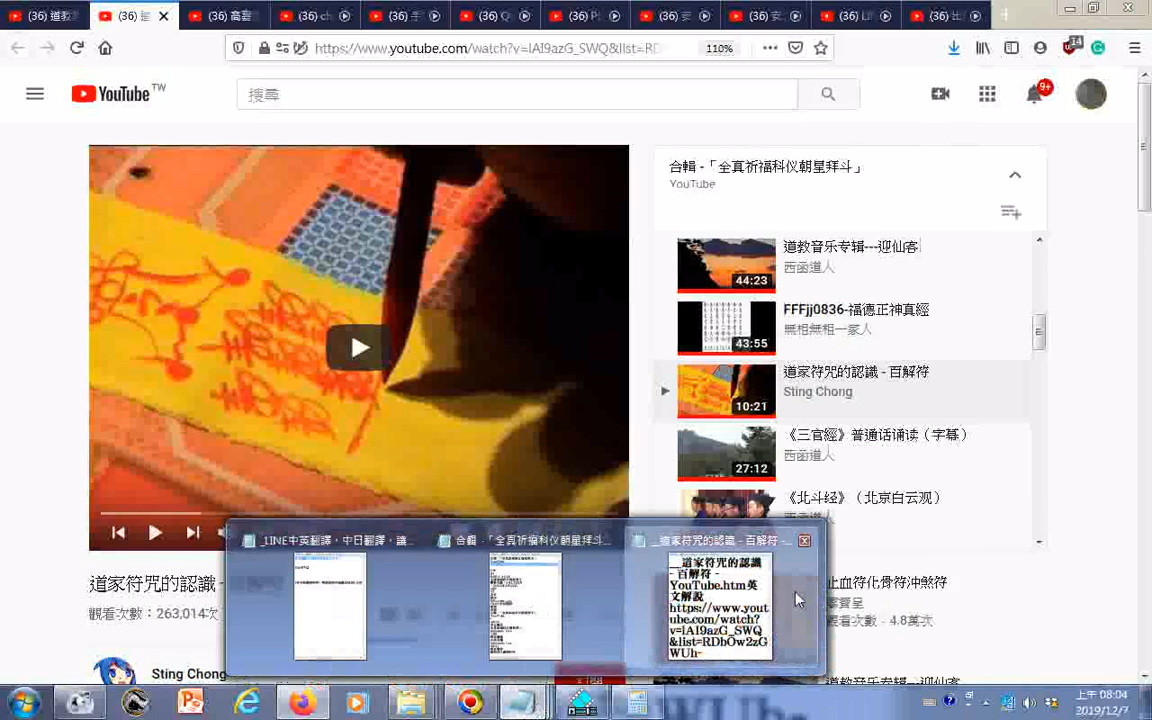 (36) 道教
(36)
(36) 高
(36) ch
(36) 手
(36) Q
(36) P
(36) 安
(36) 安
(36) LI
(36) 出
https://www.youtube.com/watch?v=lAI9azG_SWQ&list=RD
110%
14
YouTube TW
搜尋
9+
合輯 -「全真祈福科仪朝星拜斗」
YouTube
道教音乐专辑---迎仙客
西函道人
44:23
FFFjj0836-福德正神真經
無相無相一家人
43:55
道家符咒的認識 - 百解符
Sting Chong
10:21
《三官經》普通话诵读（字幕）
西函道人
27:12
《北斗经》（北京白云观）
_LINE中英翻譯，中日翻譯，讓...
合輯 -「全真祈福科仪朝星拜斗...
__道家符咒的認識 - 百解符 -...
__道家符咒的認識
- 百解符 -
YouTube.htm英
文解說
https://www.yout
ube.com/watch?
v=lAI9azG_SWQ
&list=RDbOw2zG
WUh-
道家符咒的認識 -
觀看次數：263,014次
止血符化骨符沖煞符
觀看次數 · 4.8萬次
Sting Chong
道教音乐专辑---迎仙
上午 08:04
2019/12/7